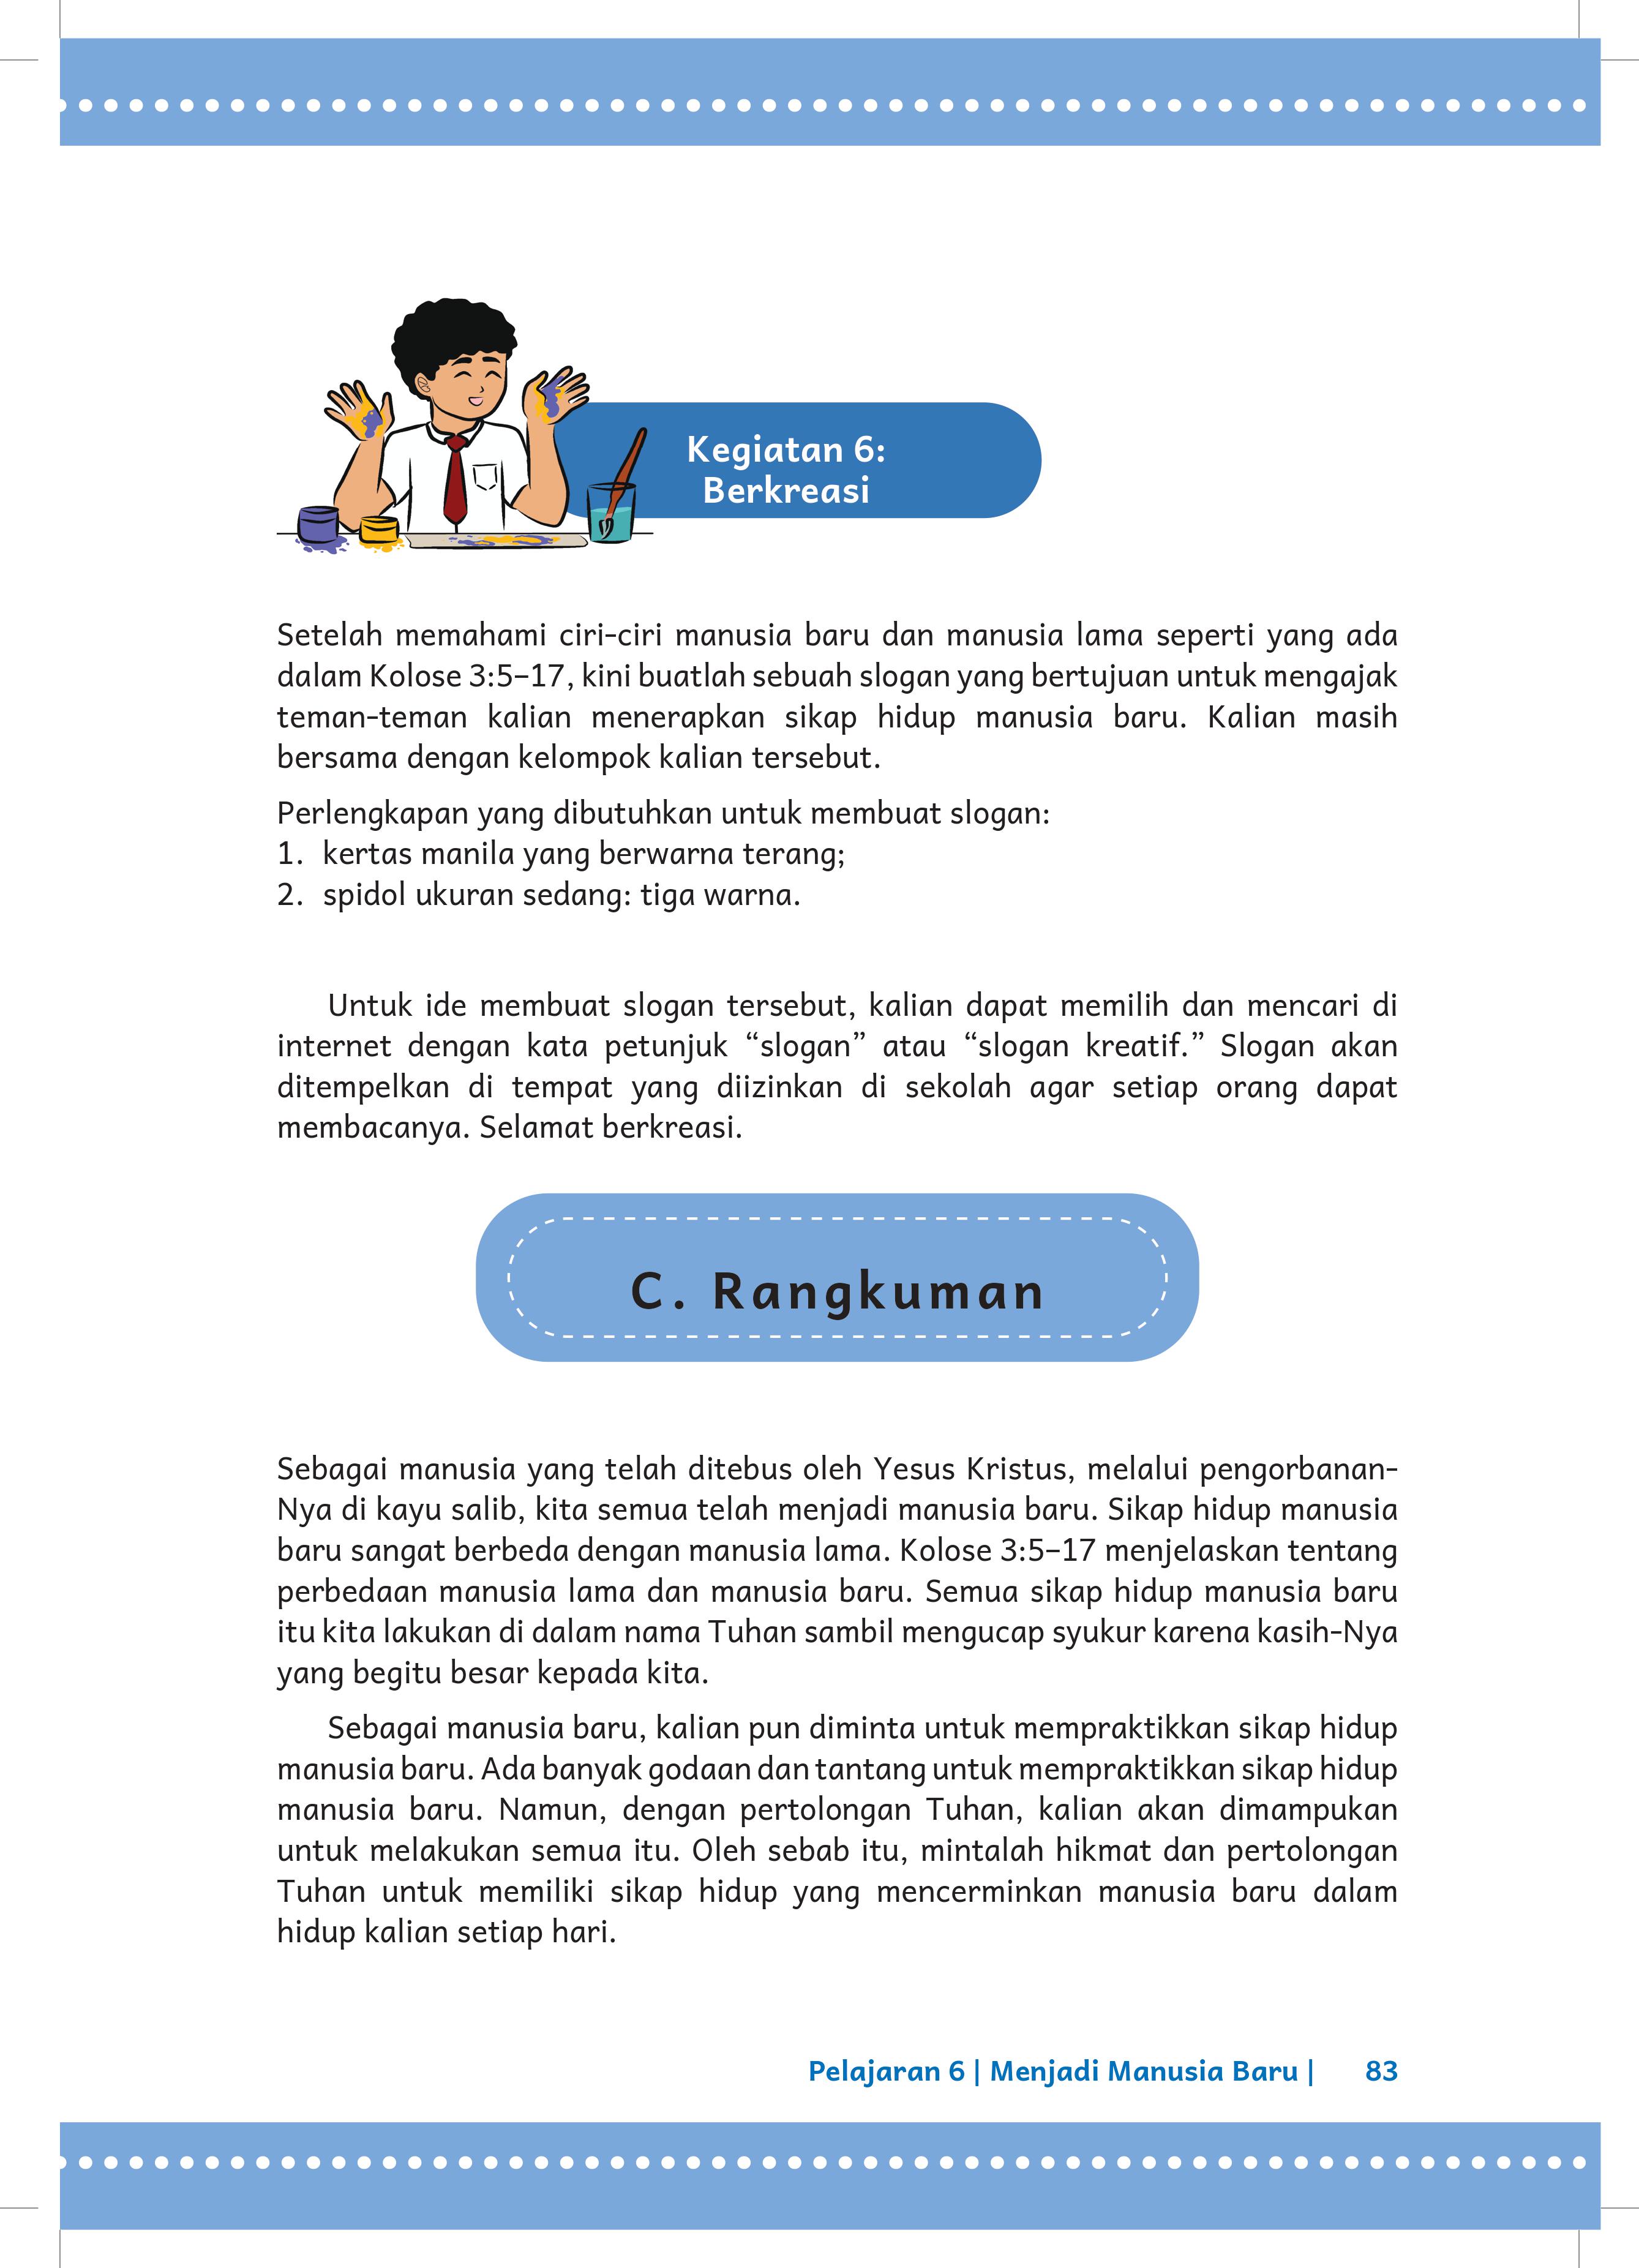 Kegiatan 6:
Berkreasi
Setelah memahami ciri-ciri manusia baru dan manusia lama seperti yang ada
dalam Kolose 3:5–17, kini buatlah sebuah slogan yang bertujuan untuk mengajak
teman-teman kalian menerapkan sikap hidup manusia baru. Kalian masih
bersama dengan kelompok kalian tersebut.
Perlengkapan yang dibutuhkan untuk membuat slogan:
1. kertas manila yang berwarna terang;
2. spidol ukuran sedang: tiga warna.
Untuk ide membuat slogan tersebut, kalian dapat memilih dan mencari di
internet dengan kata petunjuk “slogan” atau “slogan kreatif.” Slogan akan
ditempelkan di tempat yang diizinkan di sekolah agar setiap orang dapat
membacanya. Selamat berkreasi.
C. Rangkuman
Sebagai manusia yang telah ditebus oleh Yesus Kristus, melalui pengorbanan-
Nya di kayu salib, kita semua telah menjadi manusia baru. Sikap hidup manusia
baru sangat berbeda dengan manusia lama. Kolose 3:5–17 menjelaskan tentang
perbedaan manusia lama dan manusia baru. Semua sikap hidup manusia baru
itu kita lakukan di dalam nama Tuhan sambil mengucap syukur karena kasih-Nya
yang begitu besar kepada kita.
Sebagai manusia baru, kalian pun diminta untuk mempraktikkan sikap hidup
manusia baru. Ada banyak godaan dan tantang untuk mempraktikkan sikap hidup
manusia baru. Namun, dengan pertolongan Tuhan, kalian akan dimampukan
untuk melakukan semua itu. Oleh sebab itu, mintalah hikmat dan pertolongan
Tuhan untuk memiliki sikap hidup yang mencerminkan manusia baru dalam
hidup kalian setiap hari.
Pelajaran 6 | Menjadi Manusia Baru | 83